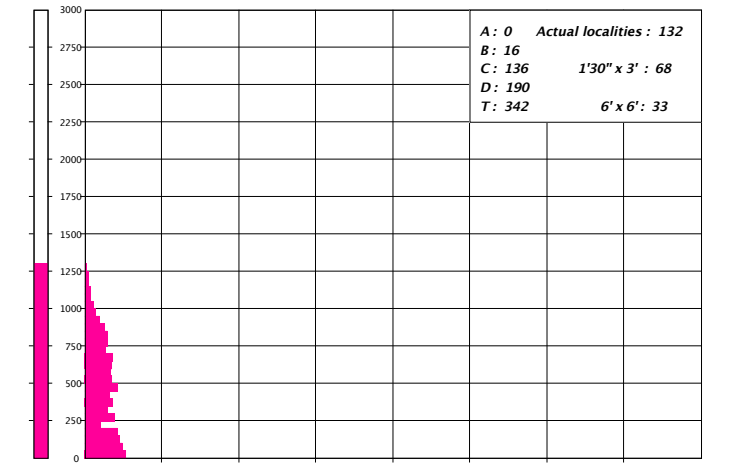 3000
2750
2500
2250
2000
1750
1500
1250
1000
750
500
250
0
A : 0 Actual localities : 132
B : 16
C : 136 1'30" x 3' : 68
D : 190
T : 342 6' x 6' : 33